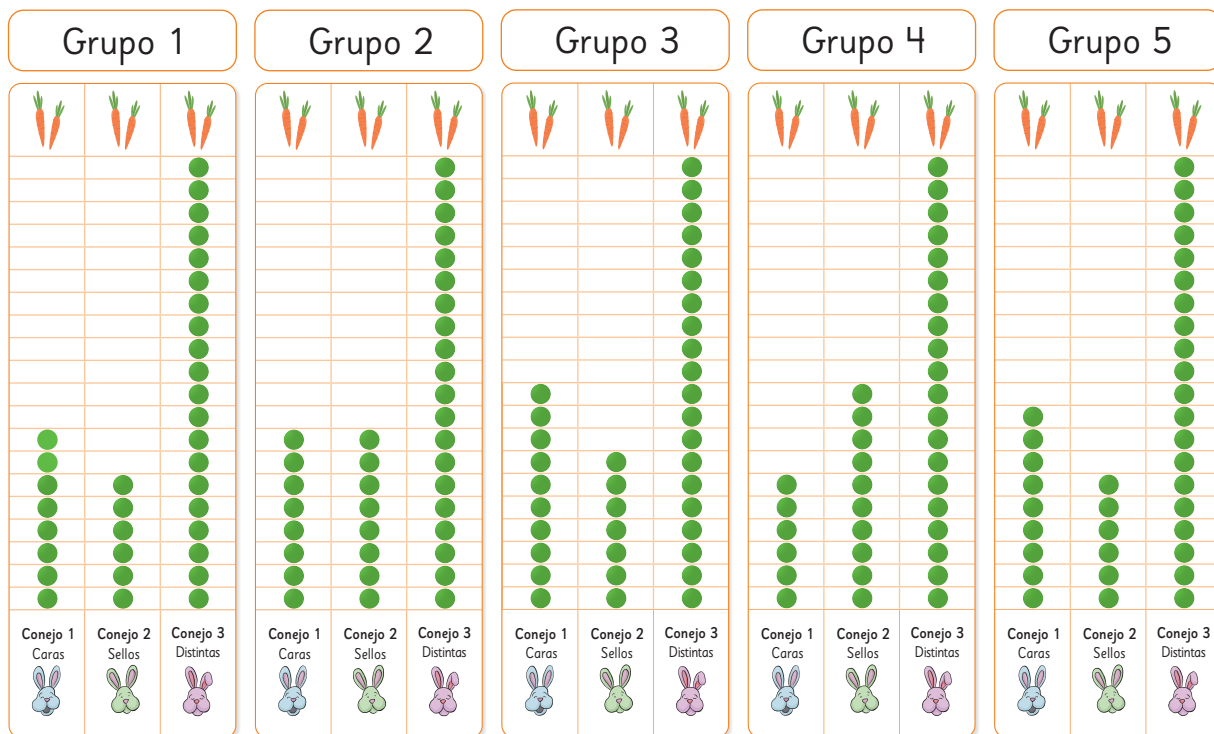 Grupo 1
Grupo 2
Grupo 3
Grupo 4
Grupo 5
Conejo 1
Caras
Conejo 2
Sellos
Conejo 3
Distintas
Conejo 1
Caras
Conejo 2
Sellos
Conejo 3
Distintas
Conejo 1
Caras
Conejo 2
Sellos
Conejo 3
Distintas
Conejo 1
Caras
Conejo 2
Sellos
Conejo 3
Distintas
Conejo 1
Caras
Conejo 2
Sellos
Conejo 3
Distintas